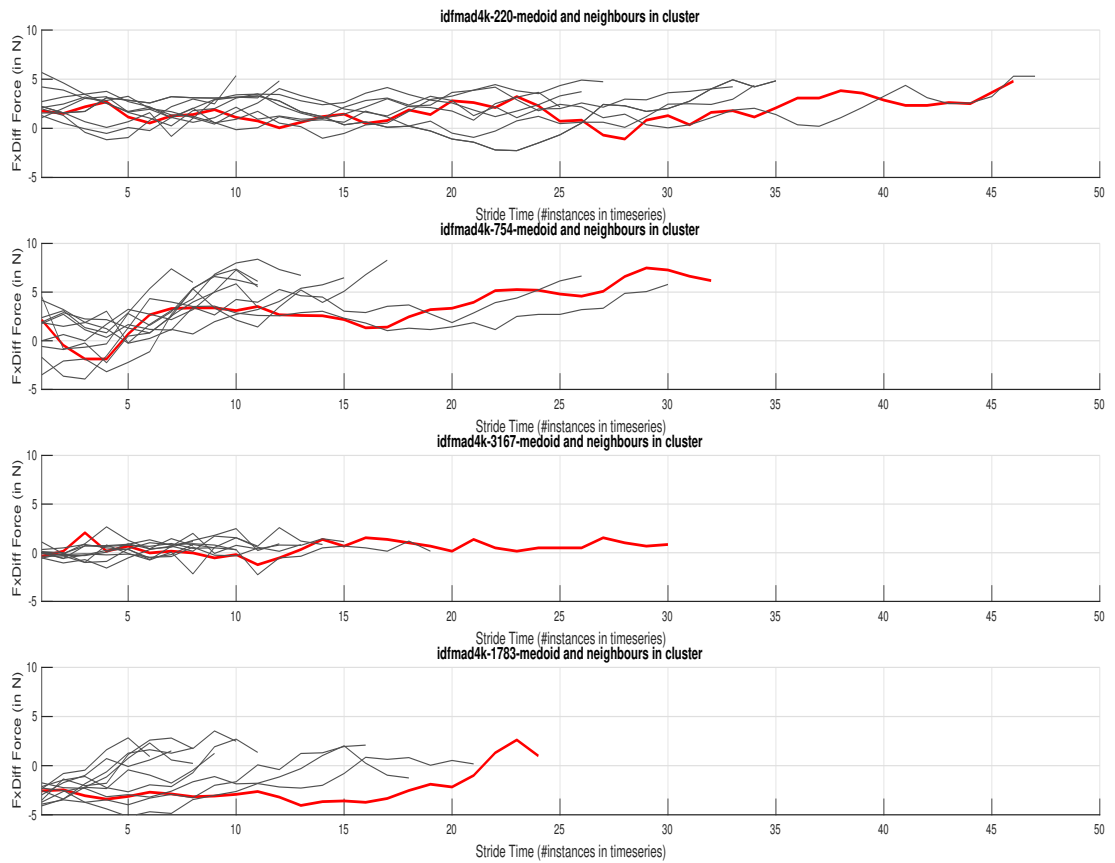 idfmad4k-220-medoid and neighbours in cluster
10
5
0
-5
FxDiff Force (in N)
5 10 15 20 25 30 35 40 45 50
Stride Time (#instances in timeseries)
idfmad4k-754-medoid and neighbours in cluster
10
5
0
-5
FxDiff Force (in N)
5 10 15 20 25 30 35 40 45 50
Stride Time (#instances in timeseries)
idfmad4k-3167-medoid and neighbours in cluster
10
5
0
-5
FxDiff Force (in N)
5 10 15 20 25 30 35 40 45 50
Stride Time (#instances in timeseries)
idfmad4k-1783-medoid and neighbours in cluster
10
5
0
-5
FxDiff Force (in N)
5 10 15 20 25 30 35 40 45 50
Stride Time (#instances in timeseries)